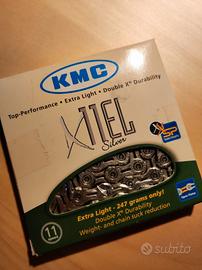 KMC
Top-Performance • Extra Light • Double X Durability
X11EL
Silver
SP
Extra Light - 247 grams only!
Double X Durability
Weight- and chain suck reduction
11
subito